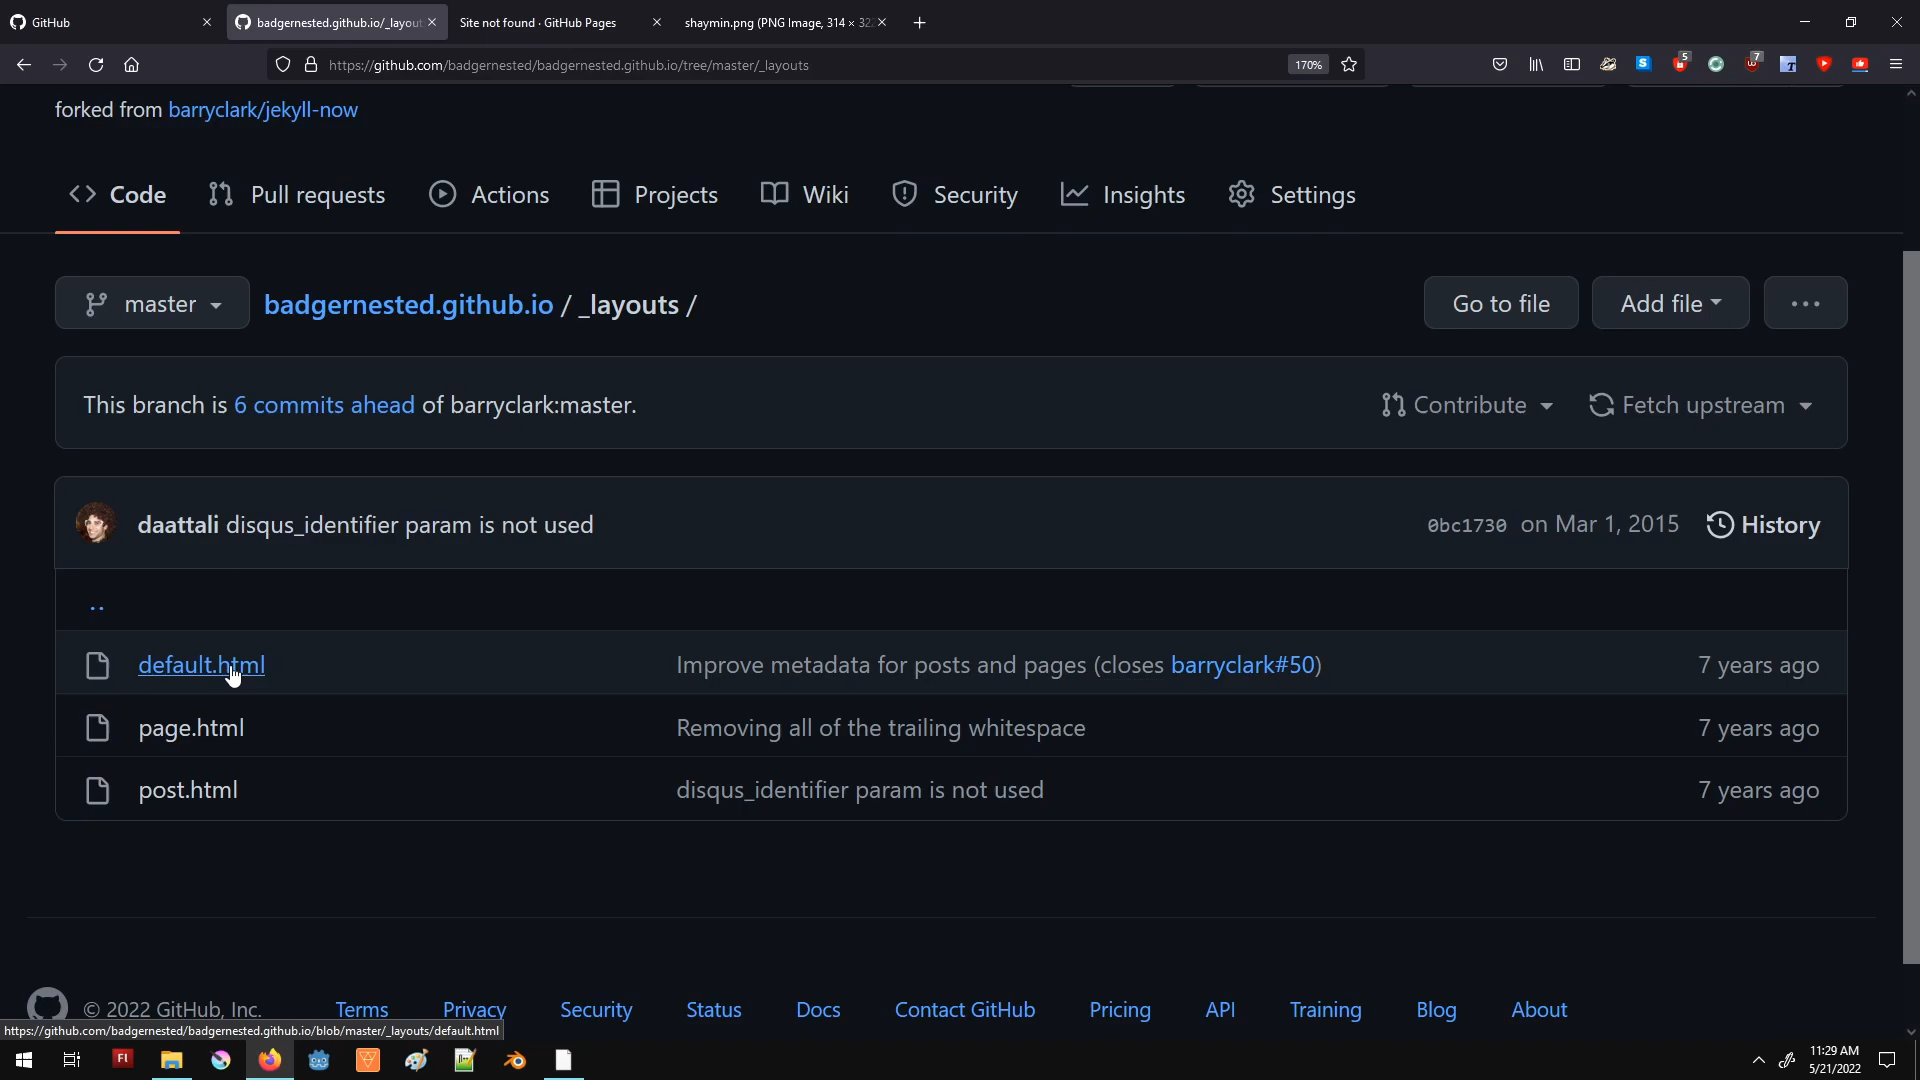 GitHub
badgernested.github.io/_layout
Site not found · GitHub Pages
shaymin.png (PNG Image, 314 × 32
https://github.com/badgernested/badgernested.github.io/tree/master/_layouts
170%
5
7
forked from barryclark/jekyll-now
Code
Pull requests
Actions
Projects
Wiki
Security
Insights
Settings
master
badgernested.github.io / _layouts /
Go to file
Add file
This branch is 6 commits ahead of barryclark:master.
Contribute
Fetch upstream
daattali disqus_identifier param is not used
0bc1730 on Mar 1, 2015
History
..
default.html
Improve metadata for posts and pages (closes barryclark#50)
7 years ago
page.html
Removing all of the trailing whitespace
7 years ago
post.html
disqus_identifier param is not used
7 years ago
© 2022 GitHub, Inc.
Terms
Privacy
Security
Status
Docs
Contact GitHub
Pricing
API
Training
Blog
About
https://github.com/badgernested/badgernested.github.io/blob/master/_layouts/default.html
Fl
11:29 AM
5/21/2022